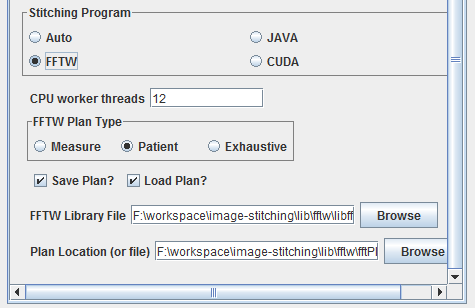 Stitching Program
Auto JAVA
FFTW CUDA
CPU worker threads 12
FFTW Plan Type
Measure Patient Exhaustive
Save Plan? Load Plan?
FFTW Library File F:\workspace\image-stitching\lib\fftw\libff Browse
Plan Location (or file) F:\workspace\image-stitching\lib\fftw\fftPl Browse